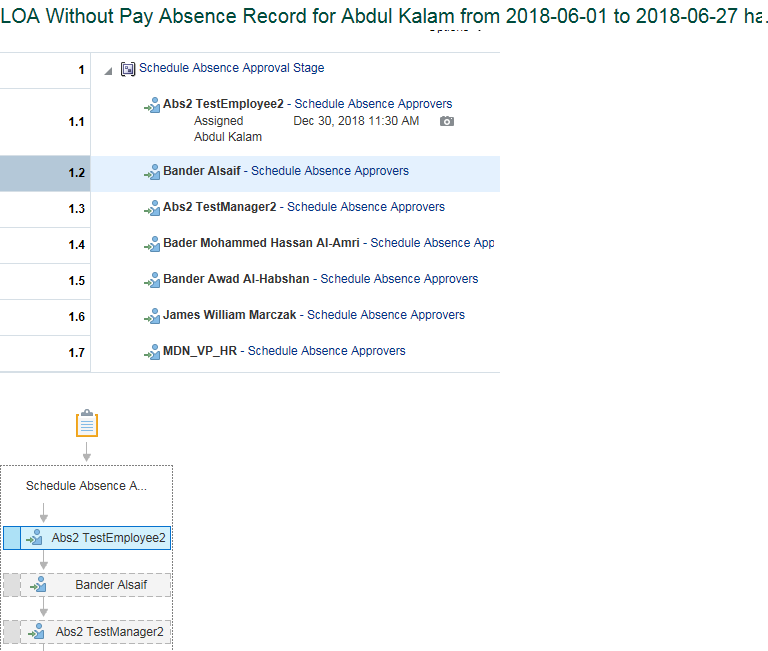 LOA Without Pay Absence Record for Abdul Kalam from 2018-06-01 to 2018-06-27 ha...
1 Schedule Absence Approval Stage
1.1 Abs2 TestEmployee2 - Schedule Absence Approvers
Assigned Dec 30, 2018 11:30 AM
Abdul Kalam
1.2 Bander Alsaif - Schedule Absence Approvers
1.3 Abs2 TestManager2 - Schedule Absence Approvers
1.4 Bader Mohammed Hassan Al-Amri - Schedule Absence App
1.5 Bander Awad Al-Habshan - Schedule Absence Approvers
1.6 James William Marczak - Schedule Absence Approvers
1.7 MDN_VP_HR - Schedule Absence Approvers
Schedule Absence A...
Abs2 TestEmployee2
Bander Alsaif
Abs2 TestManager2